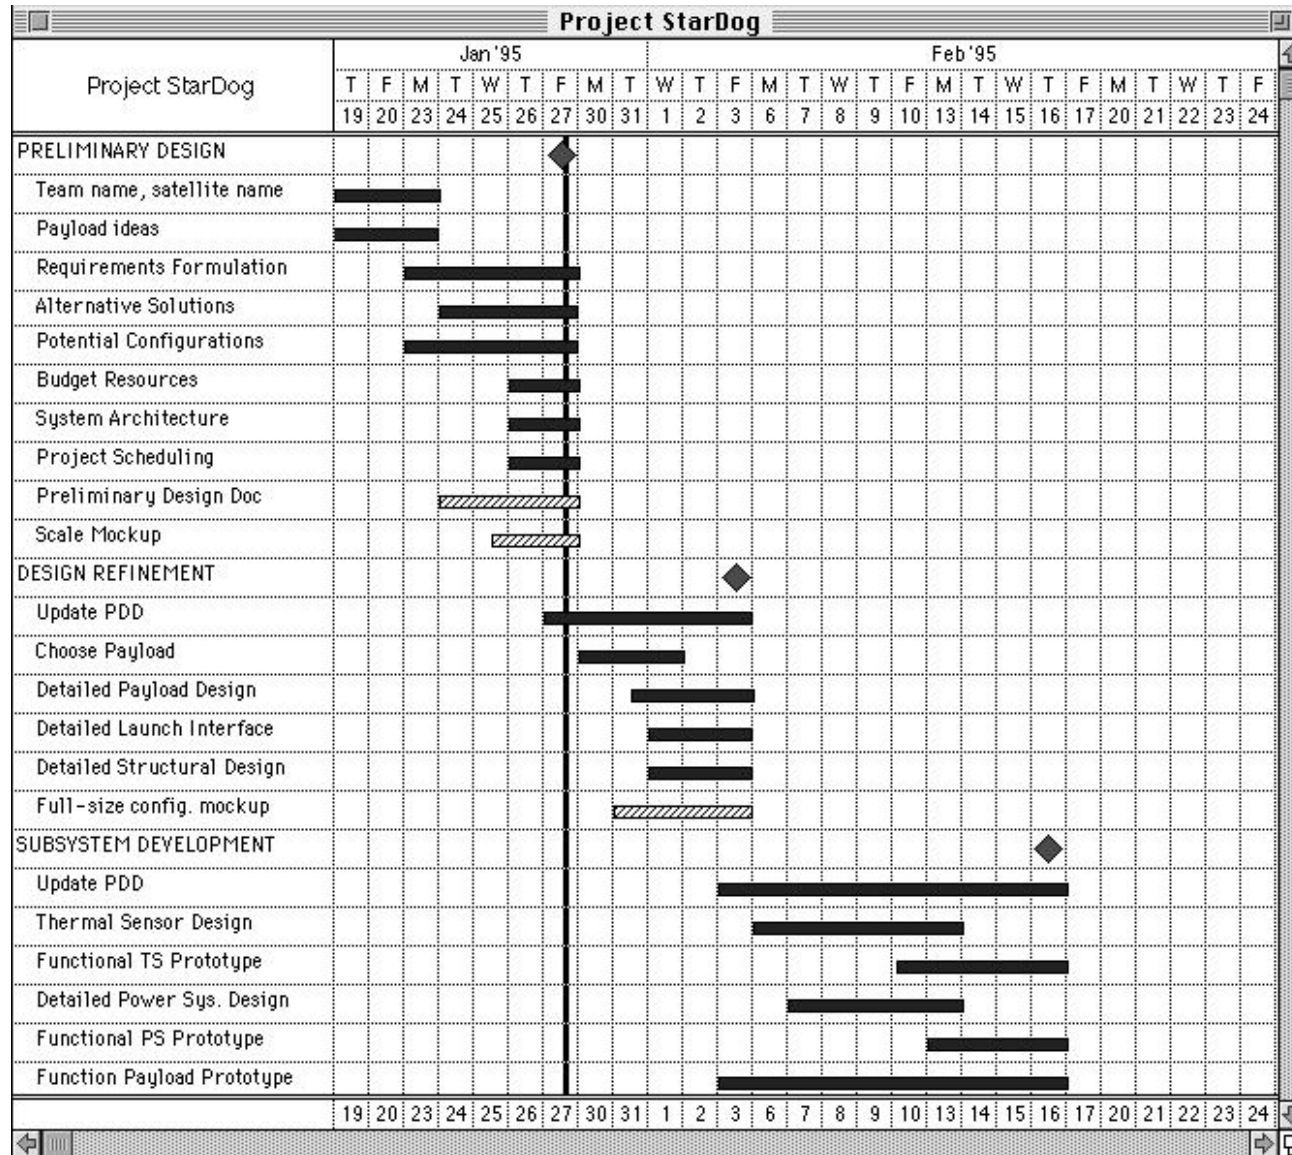 Project StarDog
Project StarDog
Jan '95 Feb '95
T F M T W T F M T W T F M T W T F M T W T F M T W T F
19 20 23 24 25 26 27 30 31 1 2 3 6 7 8 9 10 13 14 15 16 17 20 21 22 23 24
PRELIMINARY DESIGN
Team name, satellite name
Payload ideas
Requirements Formulation
Alternative Solutions
Potential Configurations
Budget Resources
System Architecture
Project Scheduling
Preliminary Design Doc
Scale Mockup
DESIGN REFINEMENT
Update PDD
Choose Payload
Detailed Payload Design
Detailed Launch Interface
Detailed Structural Design
Full-size config. mockup
SUBSYSTEM DEVELOPMENT
Update PDD
Thermal Sensor Design
Functional TS Prototype
Detailed Power Sys. Design
Functional PS Prototype
Function Payload Prototype
19 20 23 24 25 26 27 30 31 1 2 3 6 7 8 9 10 13 14 15 16 17 20 21 22 23 24